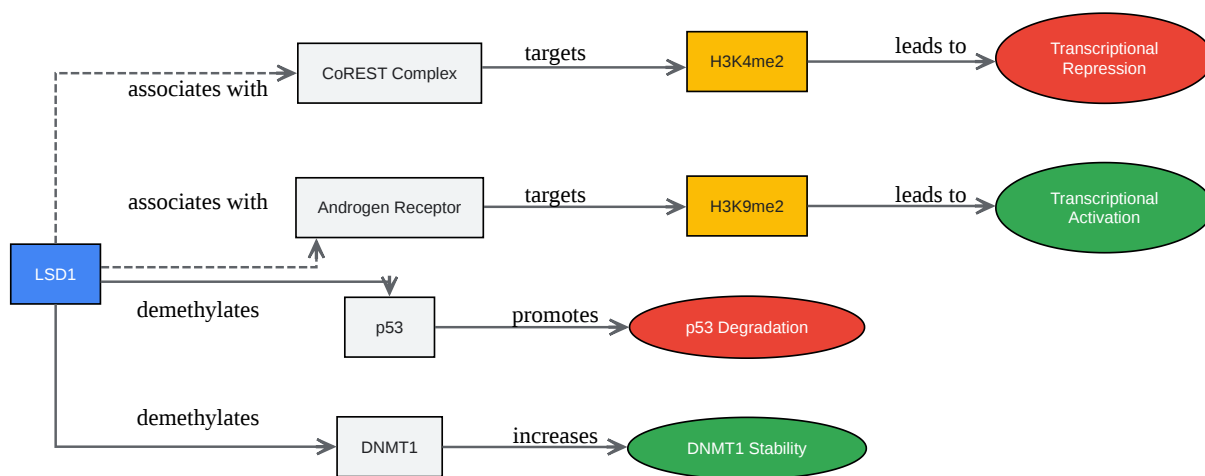 CoREST Complex
targets
H3K4me2
leads to
Transcriptional
Repression
associates with
associates with
Androgen Receptor
targets
H3K9me2
leads to
Transcriptional
Activation
LSD1
demethylates
p53
promotes
p53 Degradation
demethylates
DNMT1
increases
DNMT1 Stability